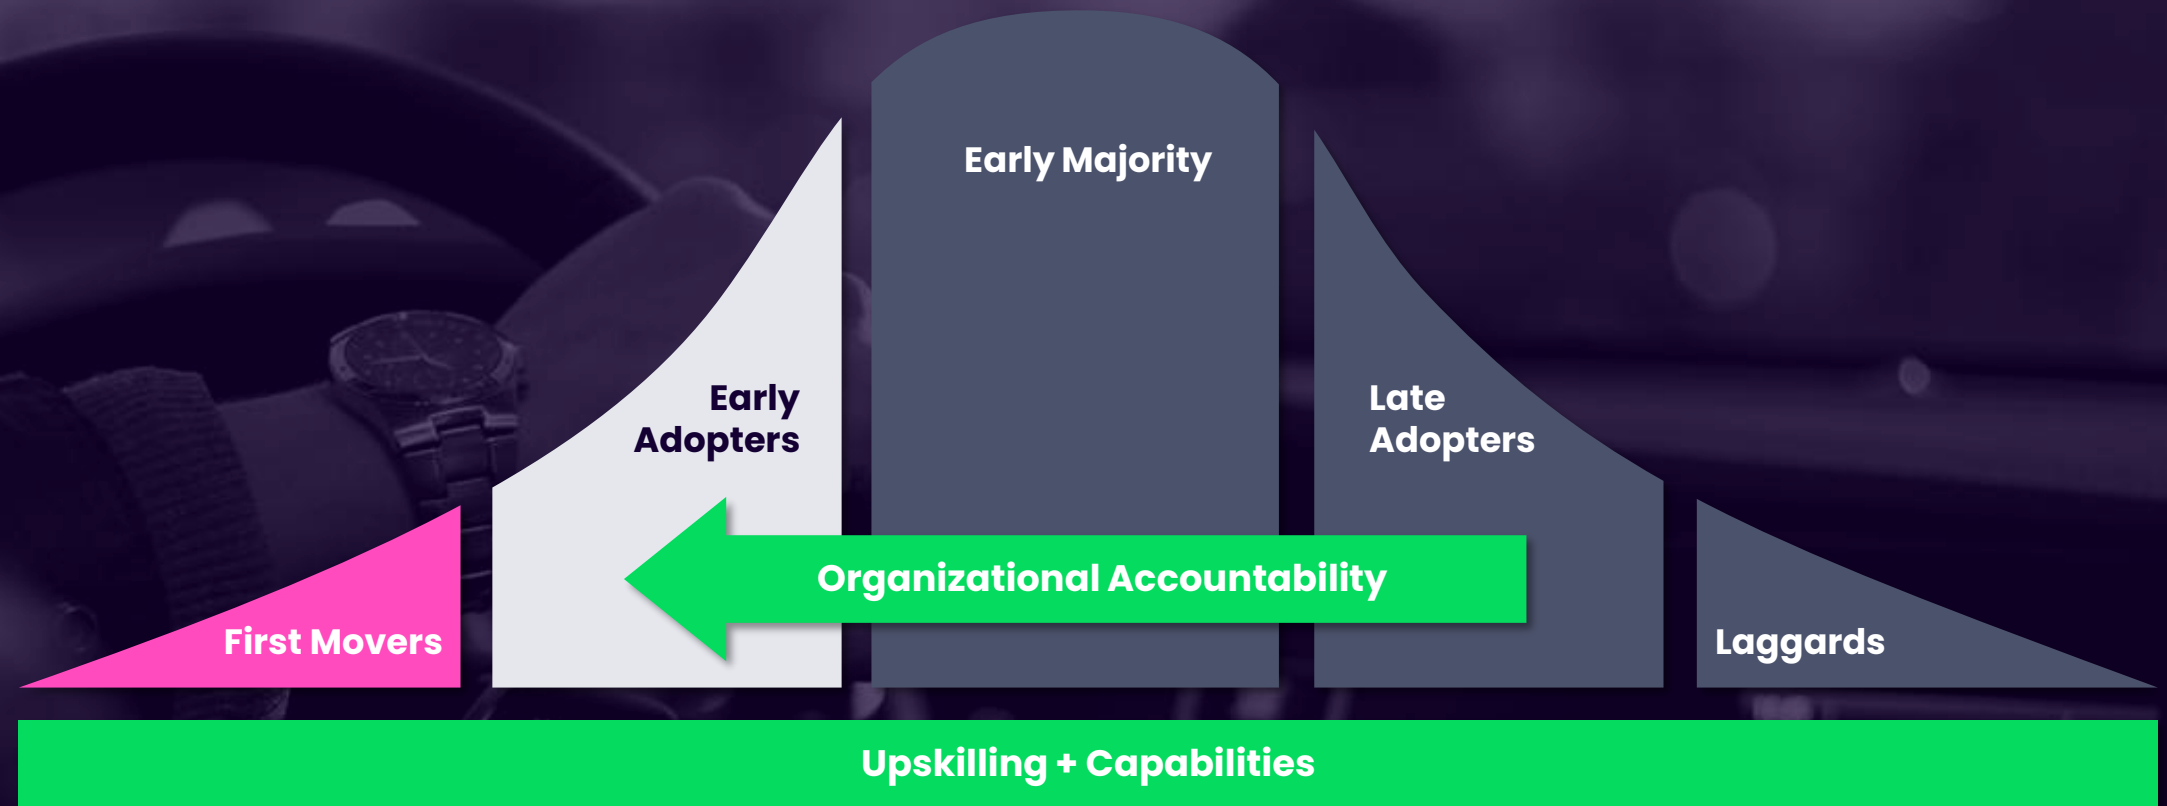 Early Majority
Early
Adopters
Late
Adopters
Organizational Accountability
First Movers
Laggards
Upskilling + Capabilities